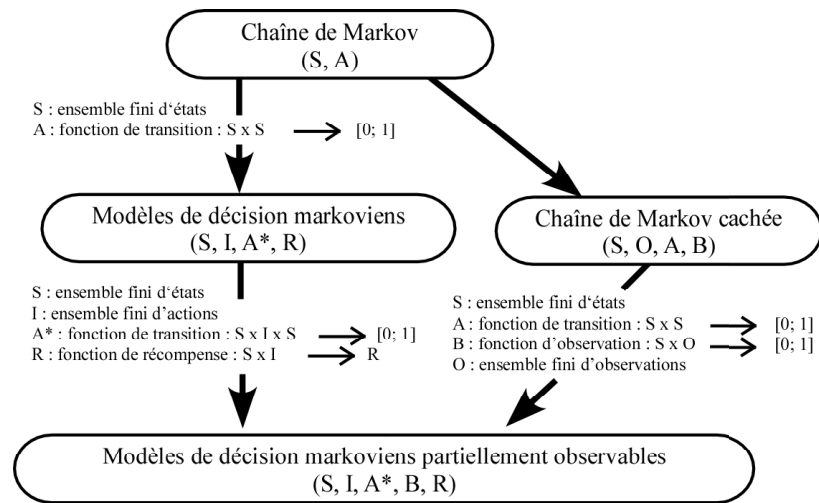 Chaîne de Markov
(S, A)
S : ensemble fini d‘états
A : fonction de transition : S x S [0; 1]
Modèles de décision markoviens
(S, I, A*, R)
Chaîne de Markov cachée
(S, O, A, B)
S : ensemble fini d‘états
I : ensemble fini d’actions
A* : fonction de transition : S x I x S [0; 1]
R : fonction de récompense : S x I R
S : ensemble fini d‘états
A : fonction de transition : S x S [0; 1]
B : fonction d’observation : S x O [0; 1]
O : ensemble fini d’observations
Modèles de décision markoviens partiellement observables
(S, I, A*, B, R)